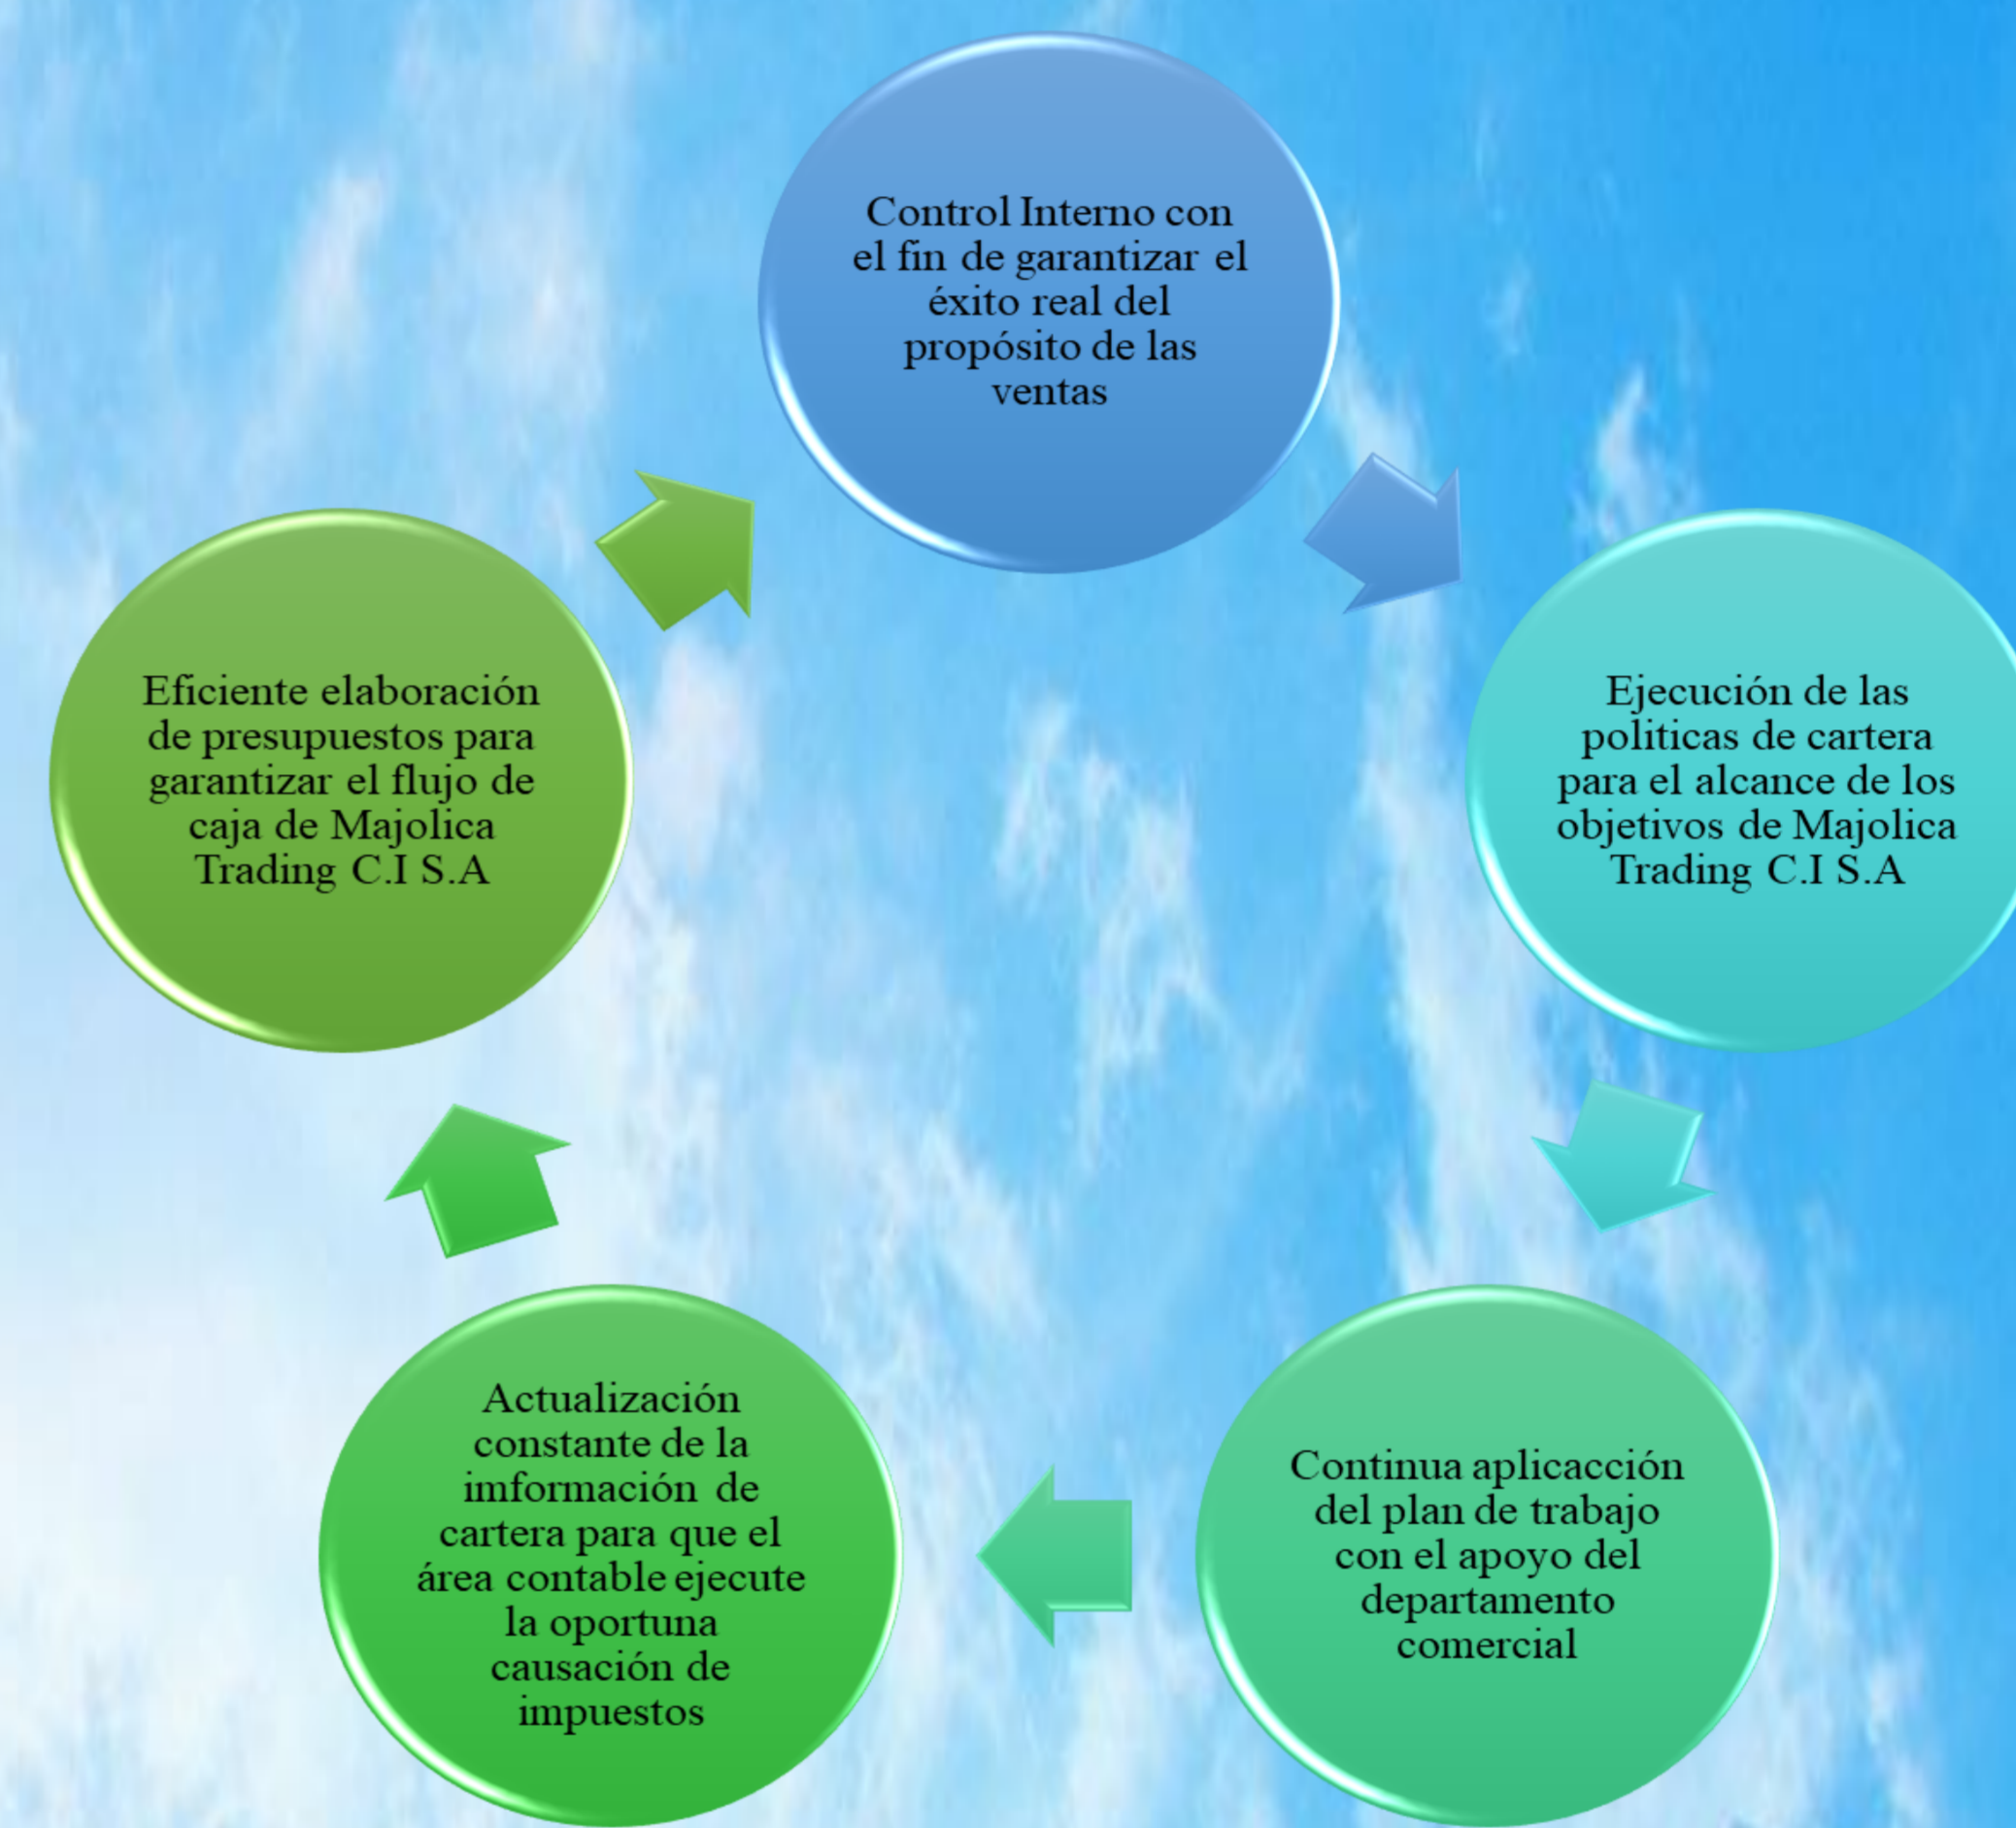 Control Interno con
el fin de garantizar el
éxito real del
propósito de las
ventas
Ejecución de las
politicas de cartera
para el alcance de los
objetivos de Majolica
Trading C.I S.A
Continua aplicacción
del plan de trabajo
con el apoyo del
departamento
comercial
Actualización
constante de la
imformación de
cartera para que el
área contable ejecute
la oportuna
causación de
impuestos
Eficiente elaboración
de presupuestos para
garantizar el flujo de
caja de Majolica
Trading C.I S.A